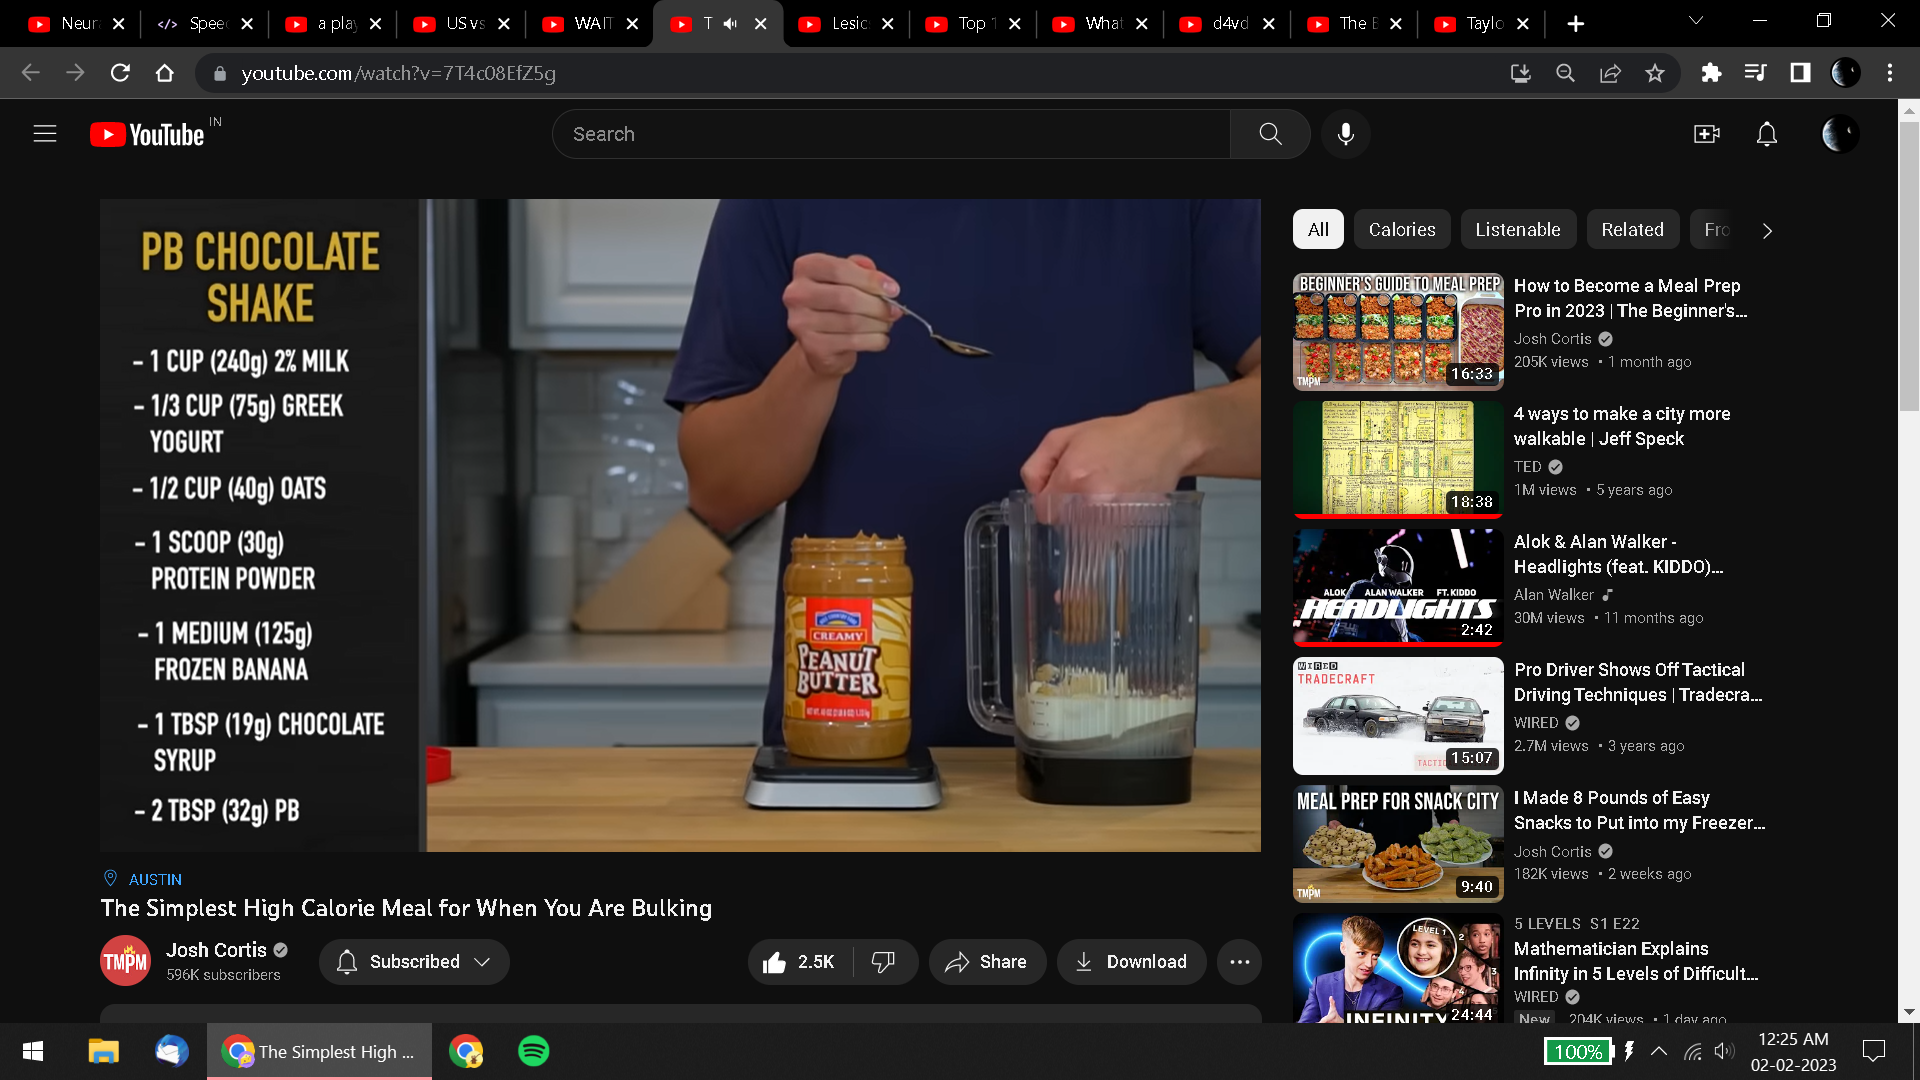 Neur
Spee
a play
US vs
WAIT
T
Lesic
Top 1
What
d4vd
The E
Taylo
youtube.com/watch?v=7T4c08EfZ5g
YouTube IN
Search
PB CHOCOLATE
SHAKE
- 1 CUP (240g) 2% MILK
- 1/3 CUP (75g) GREEK
YOGURT
- 1/2 CUP (40g) OATS
- 1 SCOOP (30g)
PROTEIN POWDER
- 1 MEDIUM (125g)
FROZEN BANANA
- 1 TBSP (19g) CHOCOLATE
SYRUP
- 2 TBSP (32g) PB
CREAMY
PEANUT
BUTTER
AUSTIN
The Simplest High Calorie Meal for When You Are Bulking
TMPM
Josh Cortis
596K subscribers
Subscribed
2.5K
Share
Download
All
Calories
Listenable
Related
Fro
BEGINNER'S GUIDE TO MEAL PREP
TMPM
16:33
How to Become a Meal Prep
Pro in 2023 | The Beginner's...
Josh Cortis
205K views • 1 month ago
18:38
4 ways to make a city more
walkable | Jeff Speck
TED
1M views • 5 years ago
ALOK ALAN WALKER FT. KIDDO
HEADLIGHTS
2:42
Alok & Alan Walker -
Headlights (feat. KIDDO)...
Alan Walker
30M views • 11 months ago
WIRED
TRADECRAFT
TACTIC
15:07
Pro Driver Shows Off Tactical
Driving Techniques | Tradecra...
WIRED
2.7M views • 3 years ago
MEAL PREP FOR SNACK CITY
TMPM
9:40
I Made 8 Pounds of Easy
Snacks to Put into my Freezer...
Josh Cortis
182K views • 2 weeks ago
LEVEL 1
2
3
4
INFINITY
24:44
5 LEVELS S1 E22
Mathematician Explains
Infinity in 5 Levels of Difficult...
WIRED
New 204K views • 1 day ago
The Simplest High ...
100%
12:25 AM
02-02-2023